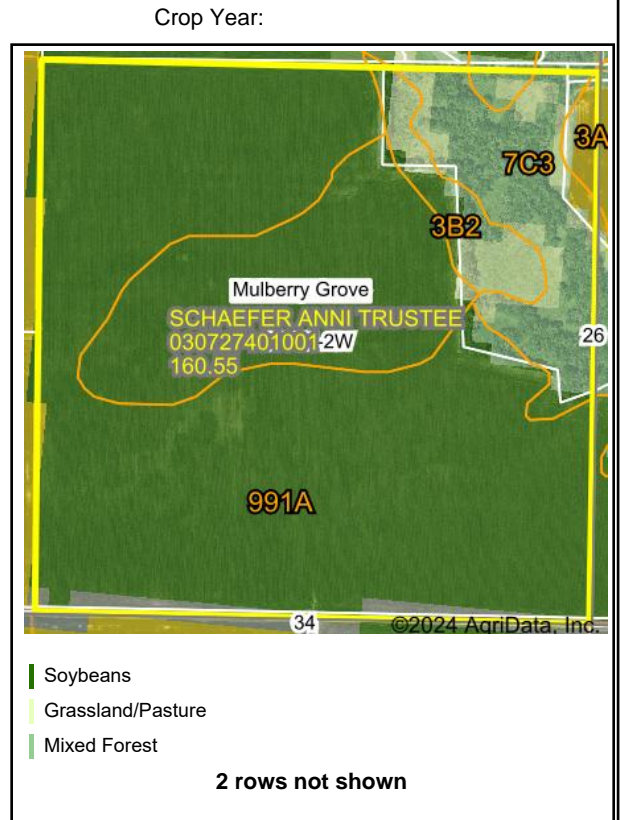 Crop Year:
3A
7C3
3B2
Mulberry Grove
SCHAEFER ANNI TRUSTEE
030727401001-2W
26
160.55
991A
34
©2024 AgriData, Inc.
Soybeans
Grassland/Pasture
Mixed Forest
2 rows not shown